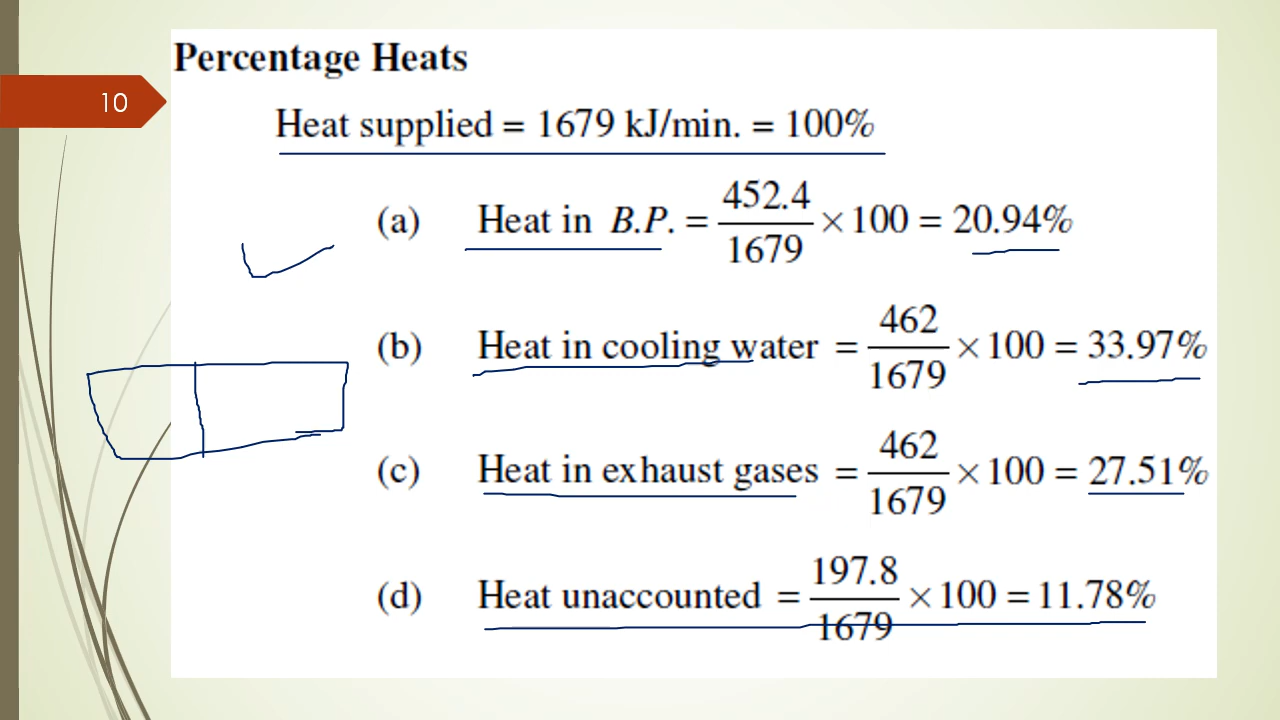 Percentage Heats
10
Heat supplied = 1679 kJ/min. = 100%
(a) Heat in B.P. = 452.4/1679 × 100 = 20.94%
(b) Heat in cooling water = 462/1679 × 100 = 33.97%
(c) Heat in exhaust gases = 462/1679 × 100 = 27.51%
(d) Heat unaccounted = 197.8/1679 × 100 = 11.78%